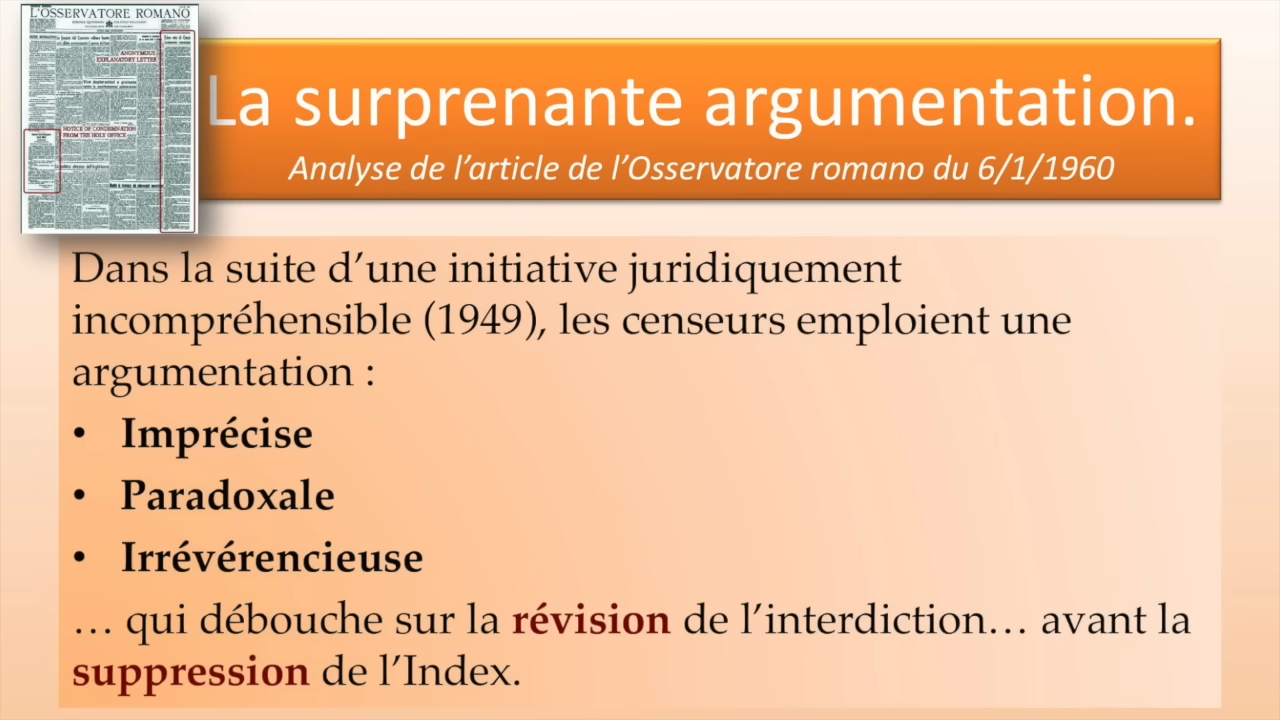 L'OSSERVATORE ROMANO
ANONYMOUS
EXPLANATORY LETTER
NOTICE OF CONDEMNATION
FROM THE HOLY OFFICE
La surprenante argumentation.
Analyse de l’article de l’Osservatore romano du 6/1/1960
Dans la suite d’une initiative juridiquement
incompréhensible (1949), les censeurs emploient une
argumentation :
• Imprécise
• Paradoxale
• Irrévérencieuse
… qui débouche sur la révision de l’interdiction… avant la
suppression de l’Index.